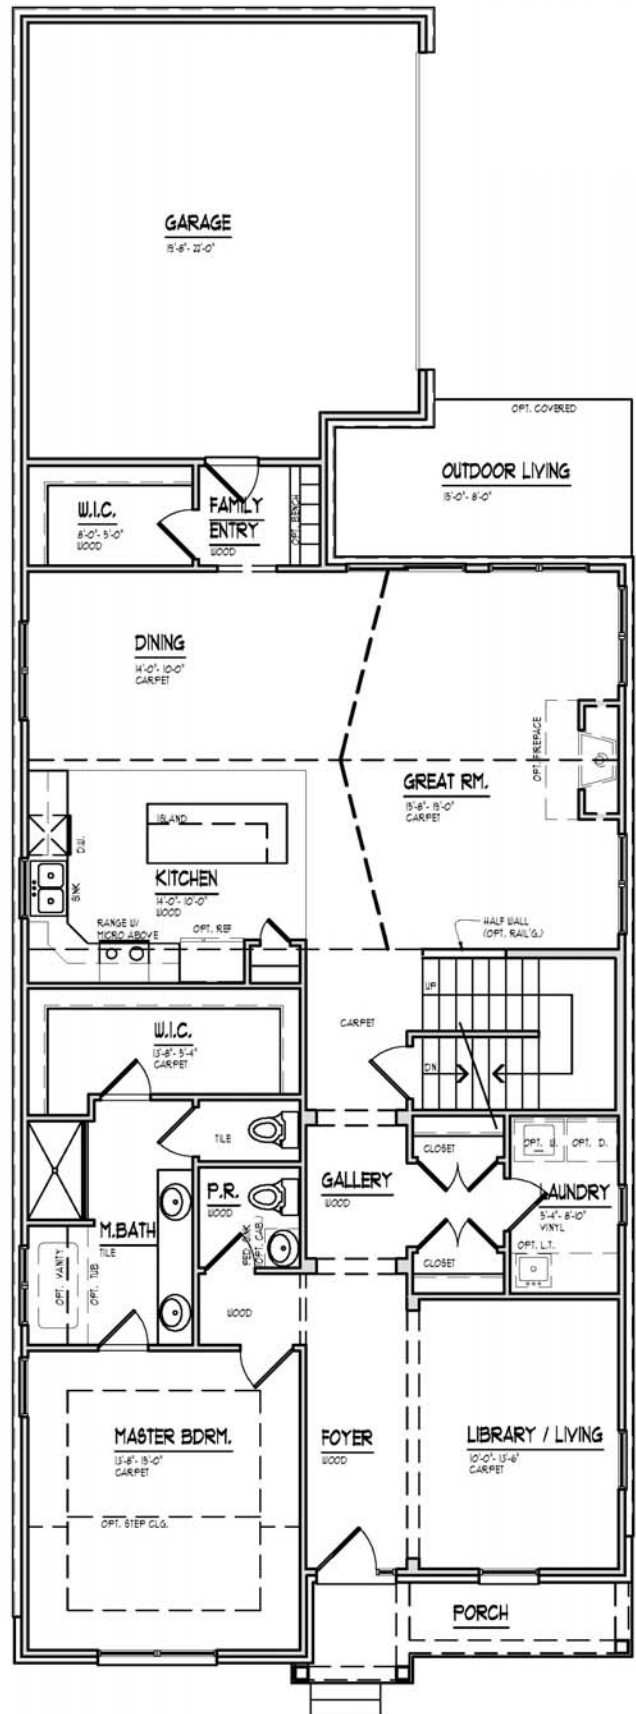 GARAGE
19'-8"- 22'-0"
OPT. COVERED
OUTDOOR LIVING
15'-0"- 8'-0"
W.I.C.
8'-0"- 5'-0"
WOOD
FAMILY
ENTRY
WOOD
OPT. BENCH
DINING
14'-0"- 10'-0"
CARPET
OPT. FIREPACE
GREAT RM.
15'-8"- 19'-0"
CARPET
ISLAND
D.W.
SINK
KITCHEN
14'-0"- 10'-0"
WOOD
RANGE W/
MICRO ABOVE
OPT. REF
HALF WALL
(OPT. RAIL'G.)
UP
CARPET
DN
W.I.C.
13'-8"- 5'-4"
CARPET
TILE
CLOSET
OPT. W.
OPT. D.
P.R.
WOOD
GALLERY
WOOD
LAUNDRY
5'-4"- 8'-10"
VINYL
M.BATH
TILE
PED. SINK
(OPT. CAB.)
OPT. VANITY
OPT. TUB
OPT. L.T.
CLOSET
WOOD
MASTER BDRM.
13'-8"- 15'-0"
CARPET
FOYER
WOOD
LIBRARY / LIVING
10'-0"- 13'-6"
CARPET
OPT. STEP CLG.
PORCH